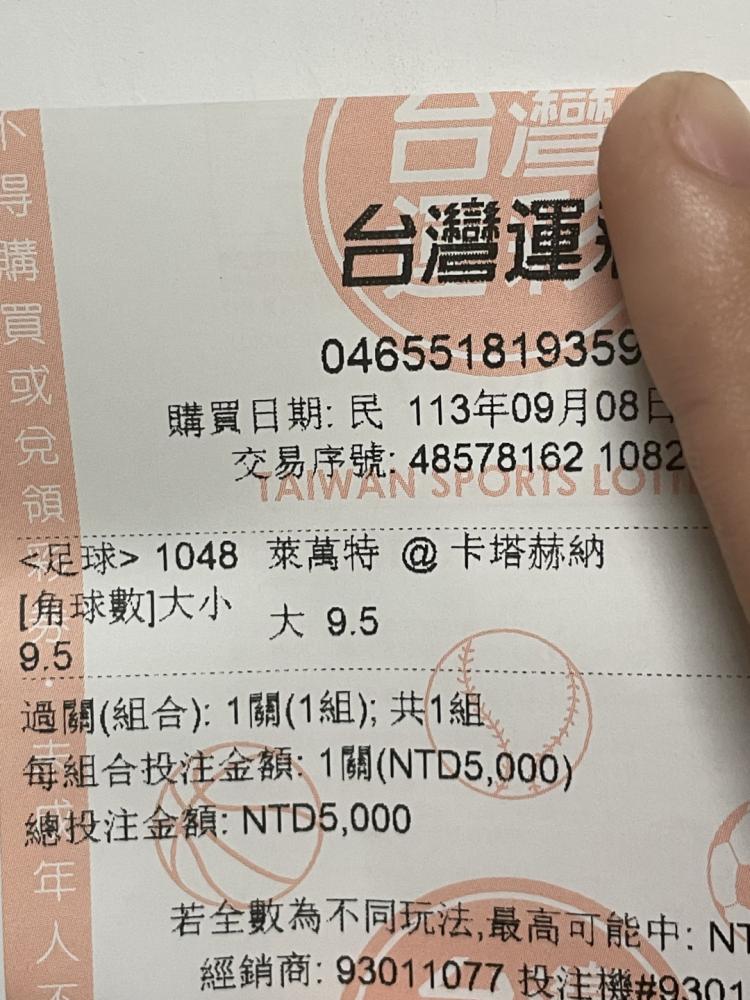 台灣
台灣運
046551819359
購買日期: 民 113年09月08日
交易序號: 48578162 1082
TAIWAN SPORTS LOTT
<足球> 1048 萊萬特 @ 卡塔赫納
[角球數]大小 大 9.5
9.5
過關(組合): 1關(1組); 共1組
每組合投注金額: 1關(NTD5,000)
總投注金額: NTD5,000
若全數為不同玩法,最高可能中: NT
經銷商: 93011077 投注機#9301
得購買或兌領
年人不